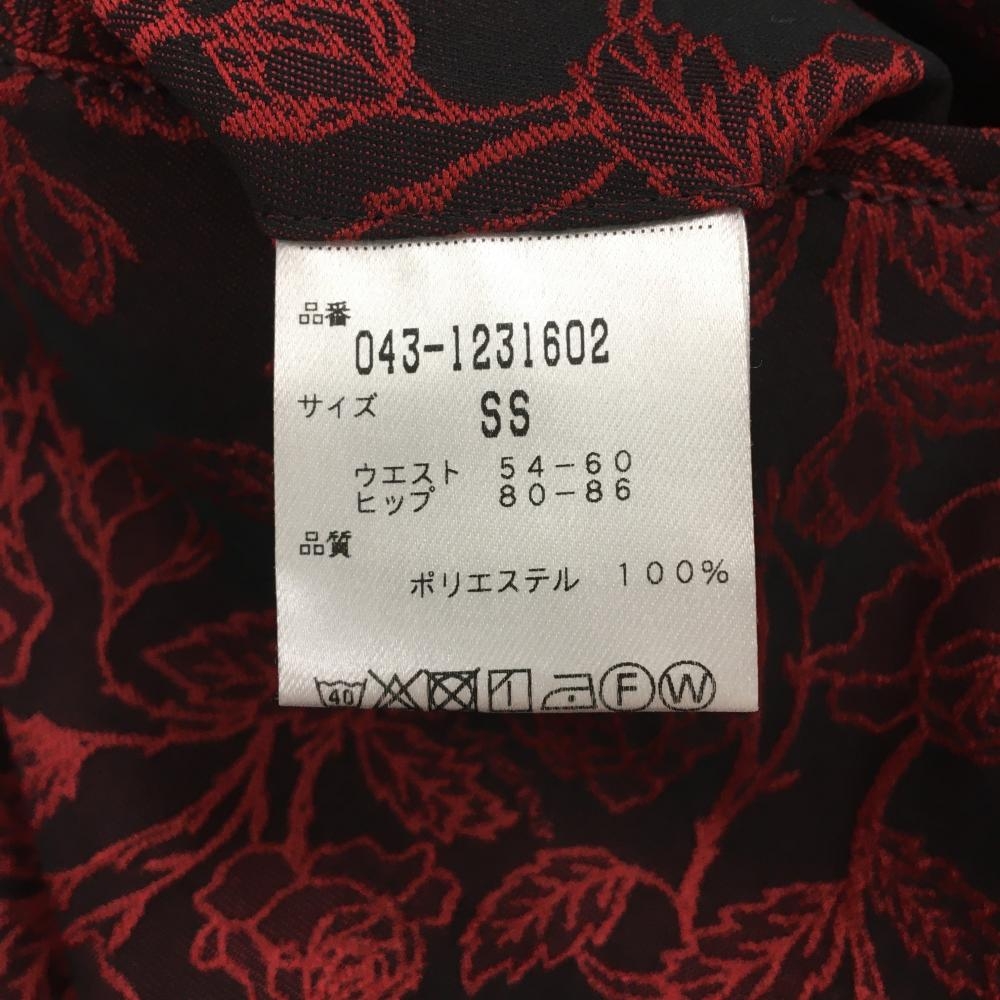 品番
043-1231602
サイズ SS
ウエスト 54-60
ヒップ 80-86
品質
ポリエステル 100%
40 F W